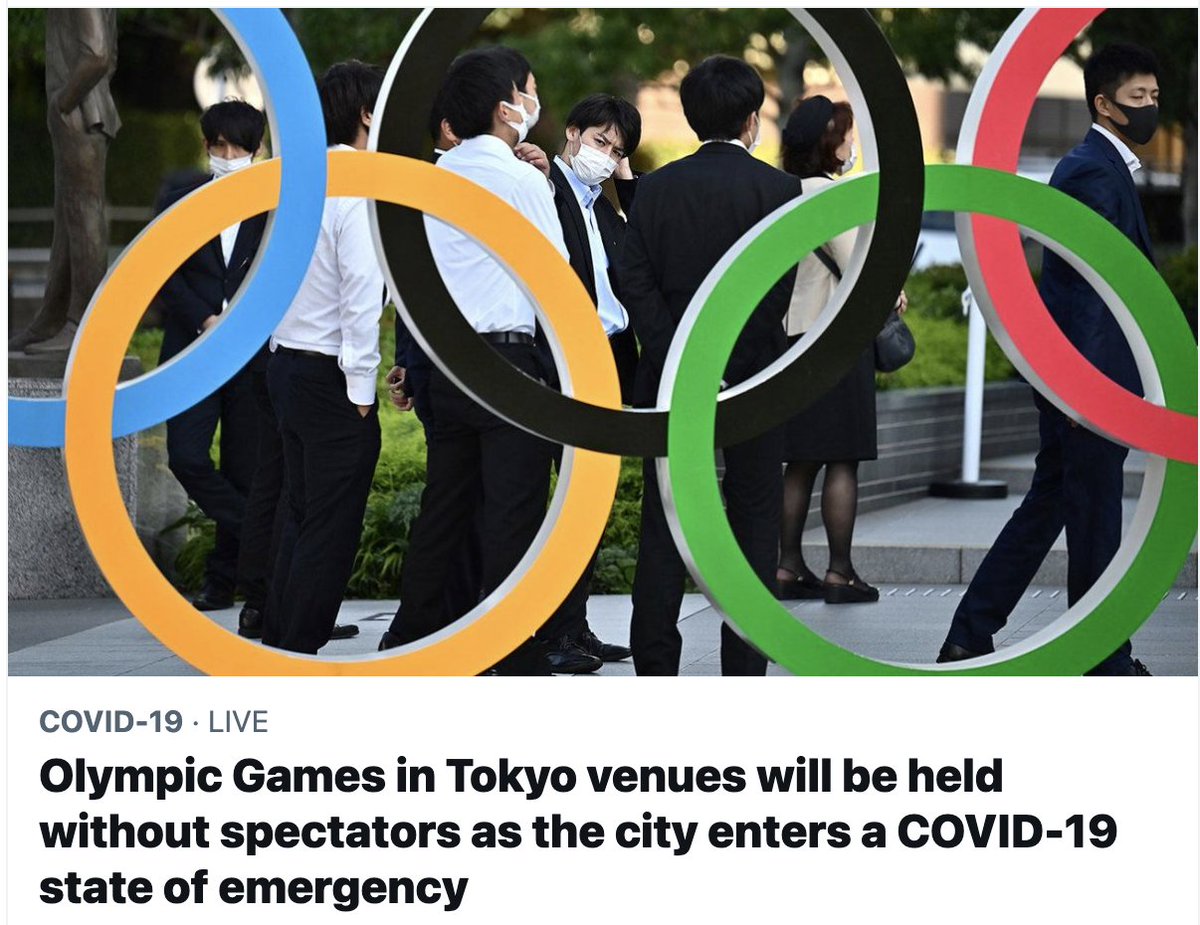 COVID-19 · LIVE
Olympic Games in Tokyo venues will be held
without spectators as the city enters a COVID-19
state of emergency